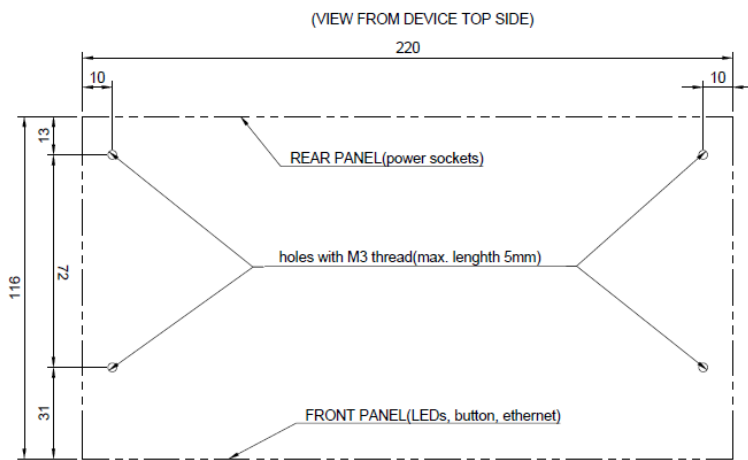 (VIEW FROM DEVICE TOP SIDE)
220
10
10
13
REAR PANEL(power sockets)
116
72
holes with M3 thread(max. lenghth 5mm)
31
FRONT PANEL(LEDs, button, ethernet)